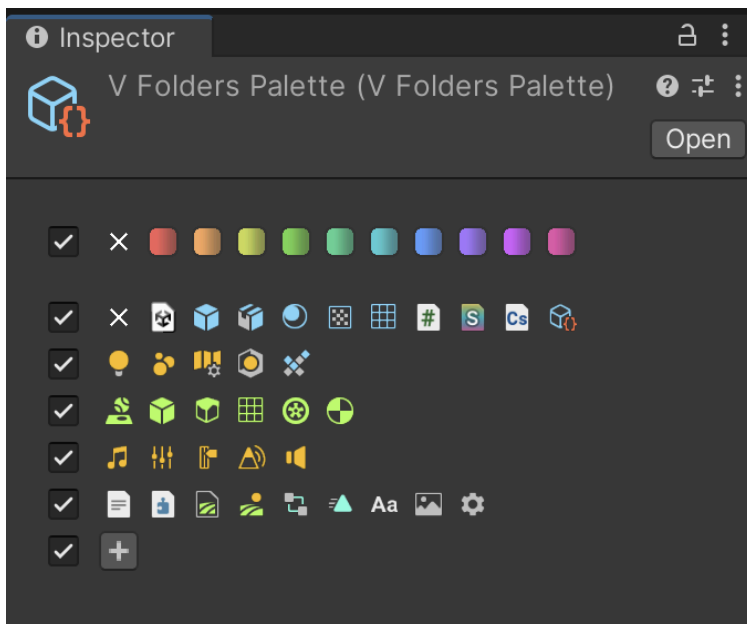 Inspector
V Folders Palette (V Folders Palette)
Open
# S Cs
Aa